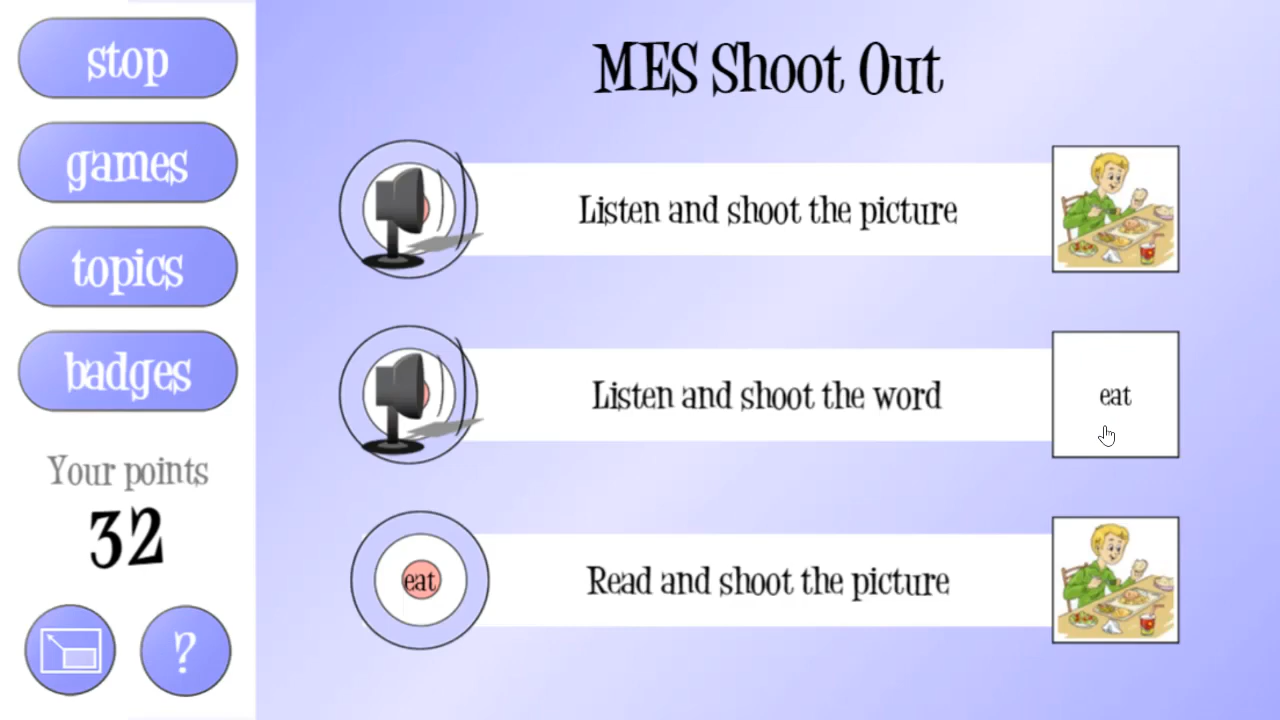 stop
games
topics
badges
Your points
32
?
MES Shoot Out
Listen and shoot the picture
Listen and shoot the word
eat
eat
Read and shoot the picture